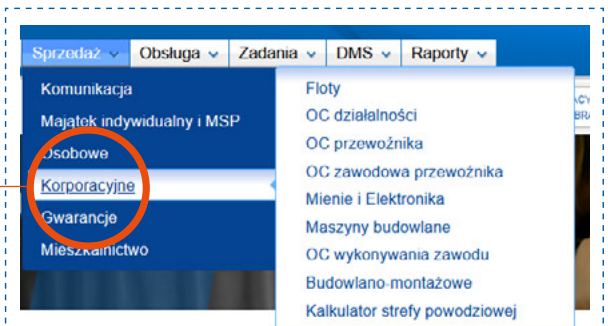 Sprzedaż Obsługa Zadania DMS Raporty
Komunikacja
Majątek indywidualny i MSP
Osobowe
Korporacyjne
Gwarancje
Mieszkalnictwo
Floty
OC działalności
OC przewoźnika
OC zawodowa przewoźnika
Mienie i Elektronika
Maszyny budowlane
OC wykonywania zawodu
Budowlano-montażowe
Kalkulator strefy powodziowej